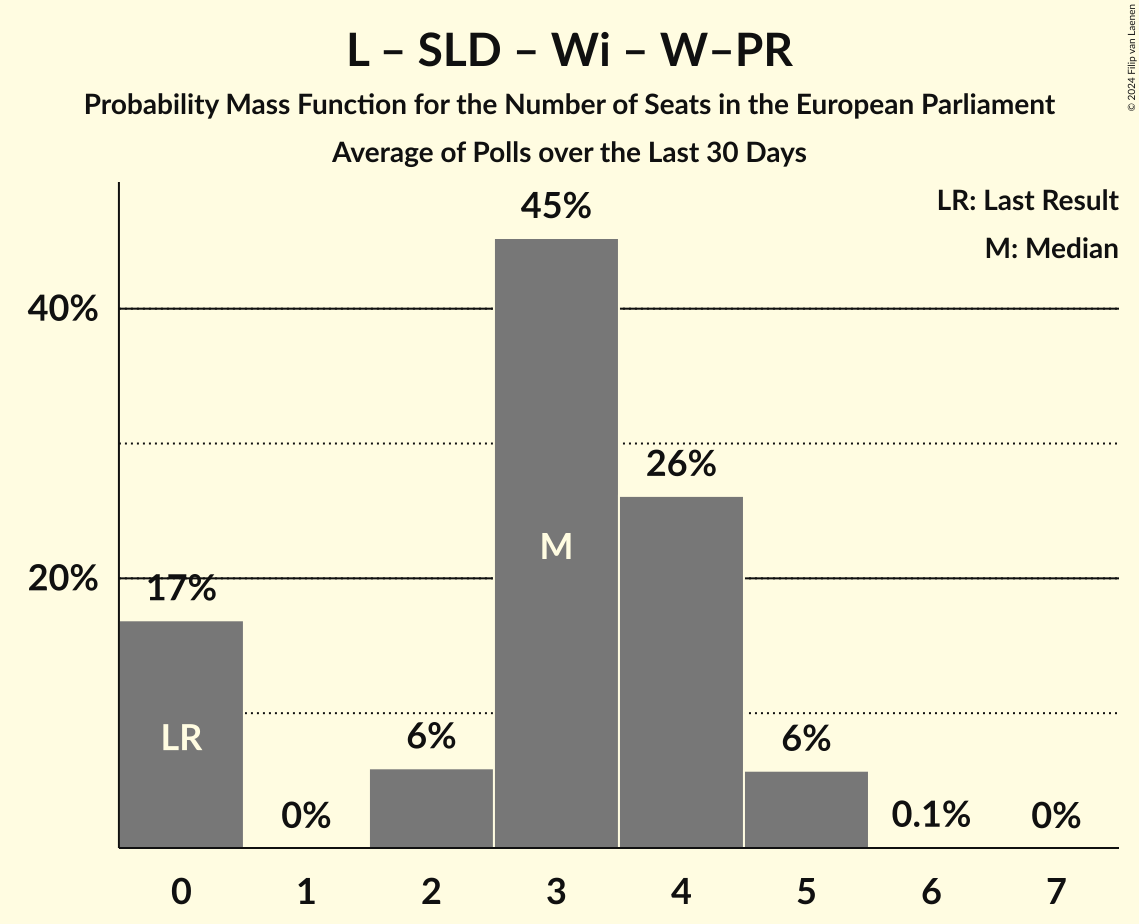 L – SLD – Wi – W–PR
Probability Mass Function for the Number of Seats in the European Parliament
Average of Polls over the Last 30 Days
© 2024 Filip van Laenen
LR: Last Result
M: Median
45%
40%
26%
M
20%
17%
LR
6%
6%
0%
0.1%
0%
0 1 2 3 4 5 6 7